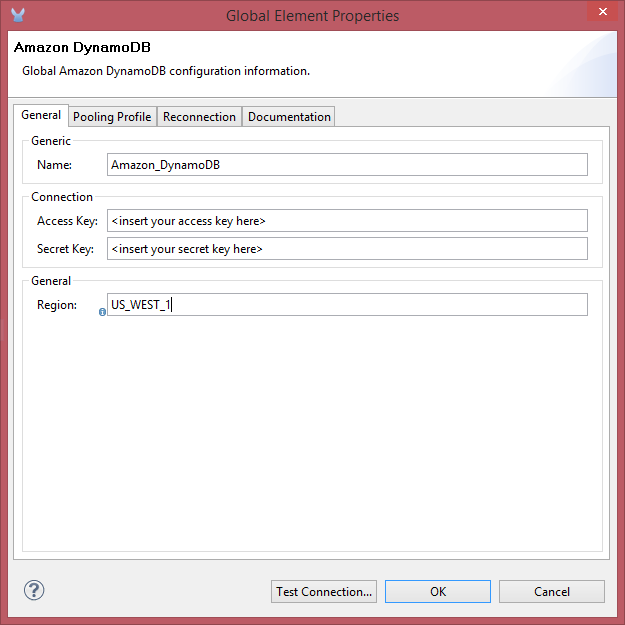 Global Element Properties
Amazon DynamoDB
Global Amazon DynamoDB configuration information.
General Pooling Profile Reconnection Documentation
Generic
Name: Amazon_DynamoDB
Connection
Access Key: <insert your access key here>
Secret Key: <insert your secret key here>
General
Region: US_WEST_1
Test Connection... OK Cancel